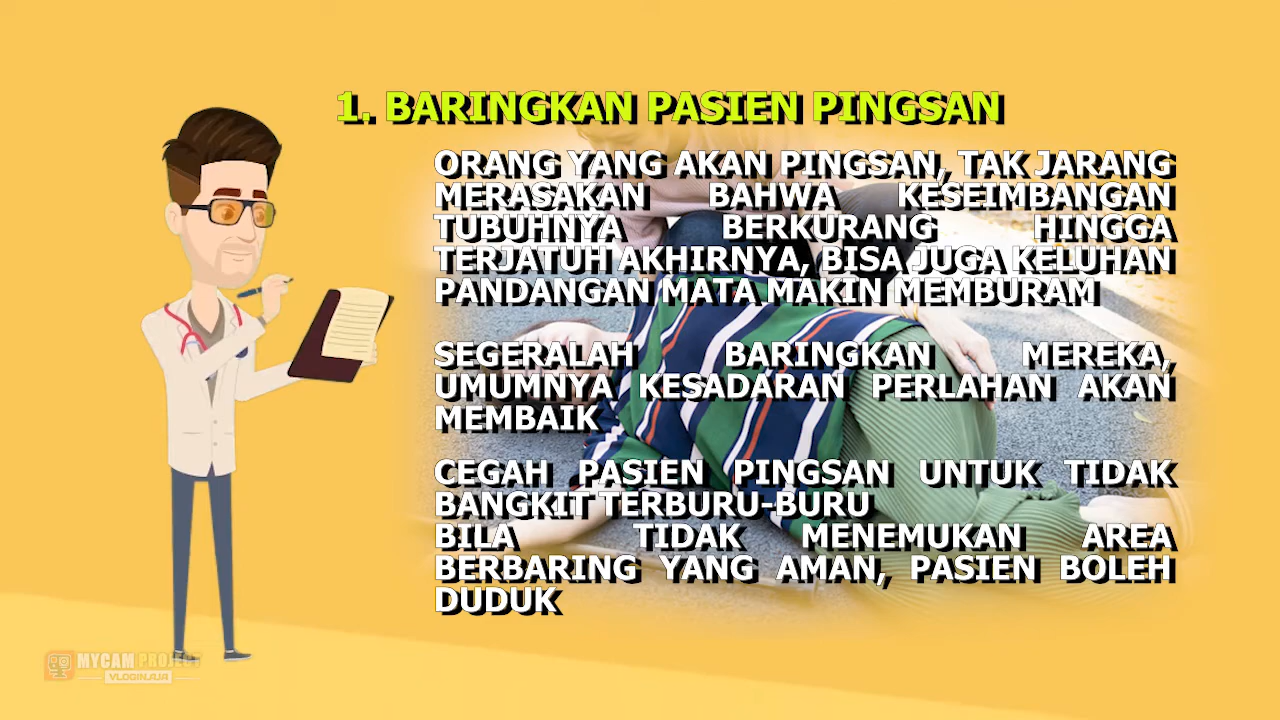 1. BARINGKAN PASIEN PINGSAN
ORANG YANG AKAN PINGSAN, TAK JARANG
MERASAKAN BAHWA KESEIMBANGAN
TUBUHNYA BERKURANG HINGGA
TERJATUH AKHIRNYA, BISA JUGA KELUHAN
PANDANGAN MATA MAKIN MEMBURAM
SEGERALAH BARINGKAN MEREKA,
UMUMNYA KESADARAN PERLAHAN AKAN
MEMBAIK
CEGAH PASIEN PINGSAN UNTUK TIDAK
BANGKIT TERBURU-BURU
BILA TIDAK MENEMUKAN AREA
BERBARING YANG AMAN, PASIEN BOLEH
DUDUK
MYCAM PROJECT
VLOGINAJA